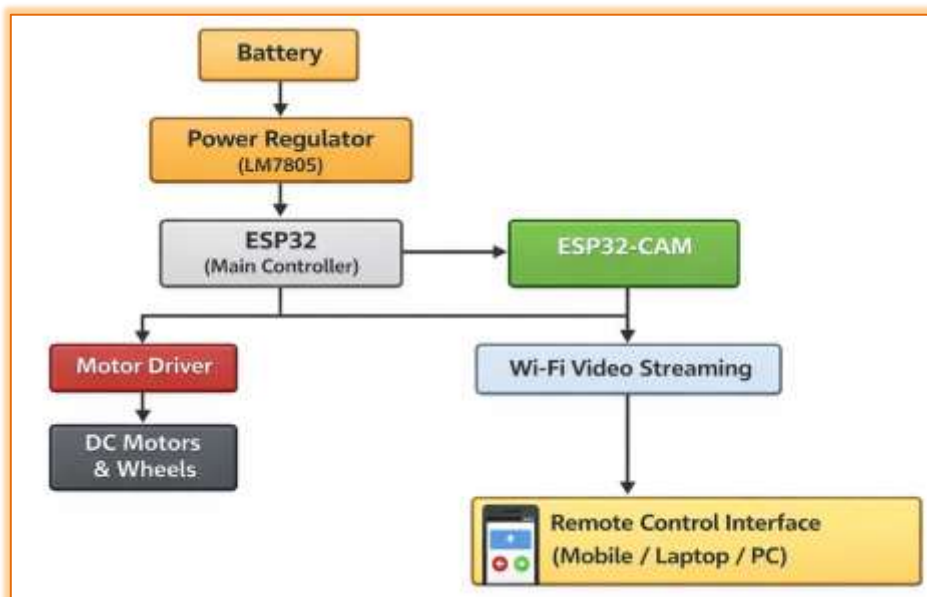 Battery
Power Regulator
(LM7805)
ESP32
(Main Controller)
ESP32-CAM
Motor Driver
Wi-Fi Video Streaming
DC Motors
& Wheels
Remote Control Interface
(Mobile / Laptop / PC)